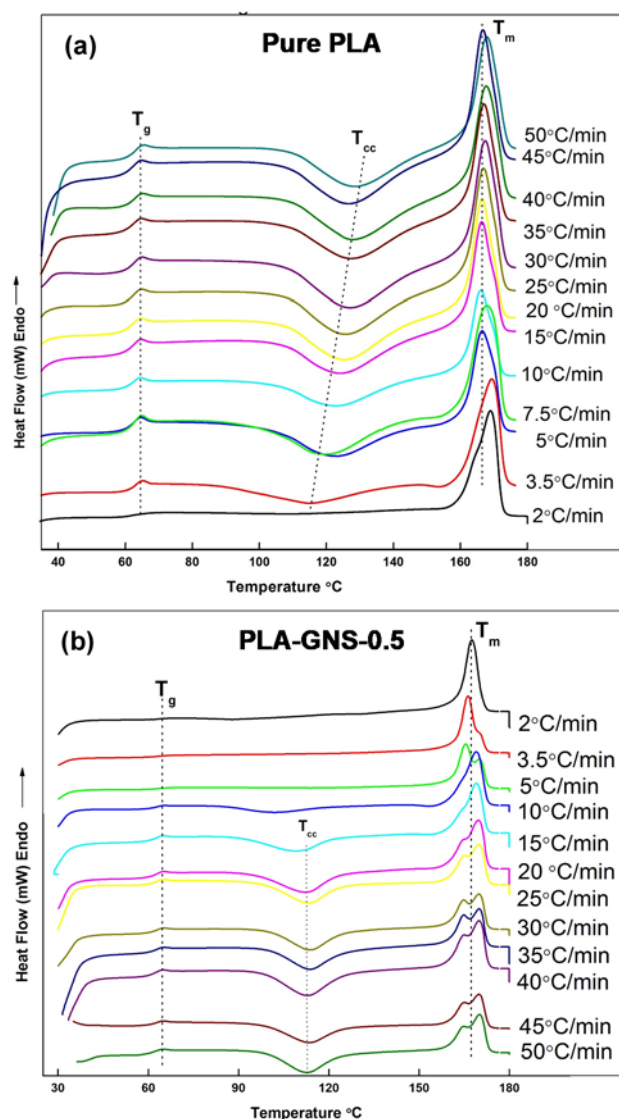 (a) Pure PLA
Tm
Tg
Tcc
50°C/min
45°C/min
40°C/min
35°C/min
30°C/min
25°C/min
20 °C/min
15°C/min
10°C/min
7.5°C/min
5°C/min
3.5°C/min
2°C/min
Heat Flow (mW) Endo
40 60 80 100 120 140 160 180
Temperature °C
(b) PLA-GNS-0.5
Tm
Tg
2°C/min
3.5°C/min
5°C/min
10°C/min
Tcc
15°C/min
20°C/min
25°C/min
30°C/min
35°C/min
40°C/min
45°C/min
50°C/min
Heat Flow (mW) Endo
30 60 90 120 150 180
Temperature °C